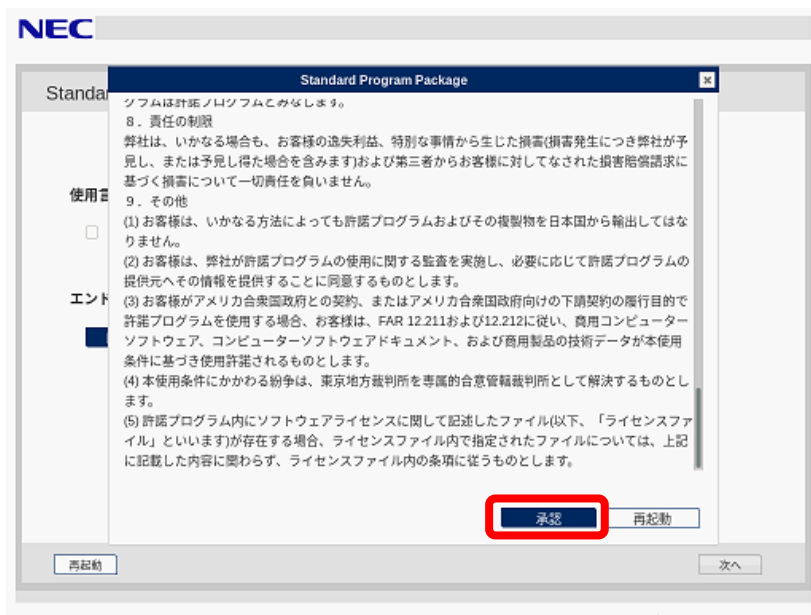 NEC
Standard Program Package
Standar
グラムは許諾プログラムとみなします。
8．責任の制限
弊社は、いかなる場合も、お客様の逸失利益、特別な事情から生じた損害(損害発生につき弊社が予
見し、または予見し得た場合を含みます)および第三者からお客様に対してなされた損害賠償請求に
基づく損害について一切責任を負いません。
9．その他
(1) お客様は、いかなる方法によっても許諾プログラムおよびその複製物を日本国から輸出してはな
りません。
(2) お客様は、弊社が許諾プログラムの使用に関する監査を実施し、必要に応じて許諾プログラムの
提供元へその情報を提供することに同意するものとします。
(3) お客様がアメリカ合衆国政府との契約、またはアメリカ合衆国政府向けの下請契約の履行目的で
許諾プログラムを使用する場合、お客様は、FAR 12.211および12.212に従い、商用コンピューター
ソフトウェア、コンピューターソフトウェアドキュメント、および商用製品の技術データが本使用
条件に基づき使用許諾されるものとします。
(4) 本使用条件にかかわる紛争は、東京地方裁判所を専属的合意管轄裁判所として解決するものとし
ます。
(5) 許諾プログラム内にソフトウェアライセンスに関して記述したファイル(以下、「ライセンスファ
イル」といいます)が存在する場合、ライセンスファイル内で指定されたファイルについては、上記
に記載した内容に関わらず、ライセンスファイル内の条項に従うものとします。
使用言
エンド
承認
再起動
再起動
次へ